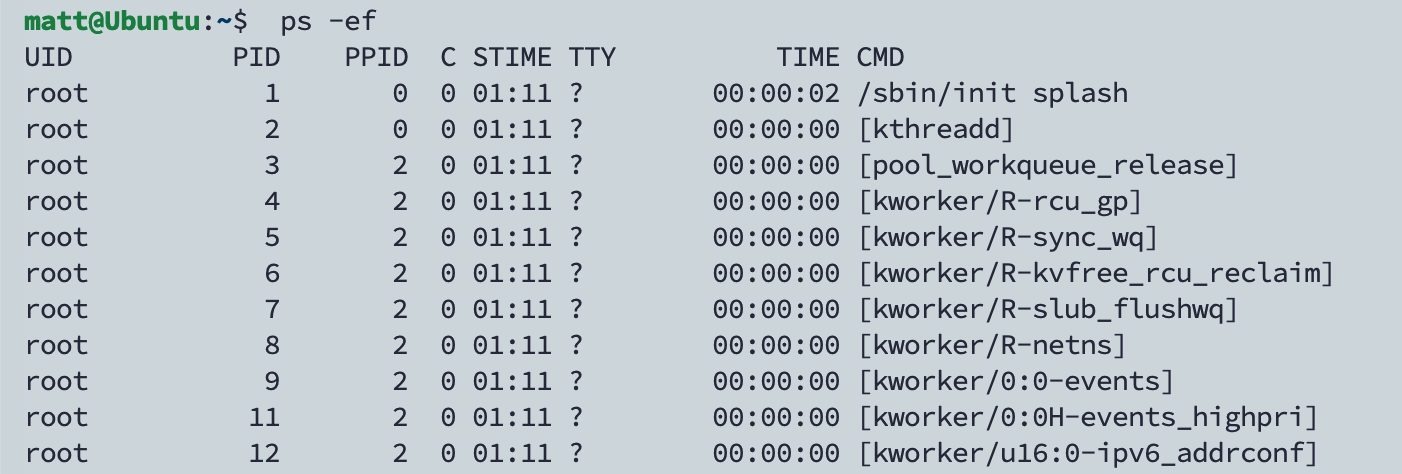 matt@Ubuntu:~$  ps -ef
UID          PID    PPID  C STIME TTY          TIME CMD
root           1       0  0 01:11 ?        00:00:02 /sbin/init splash
root           2       0  0 01:11 ?        00:00:00 [kthreadd]
root           3       2  0 01:11 ?        00:00:00 [pool_workqueue_release]
root           4       2  0 01:11 ?        00:00:00 [kworker/R-rcu_gp]
root           5       2  0 01:11 ?        00:00:00 [kworker/R-sync_wq]
root           6       2  0 01:11 ?        00:00:00 [kworker/R-kvfree_rcu_reclaim]
root           7       2  0 01:11 ?        00:00:00 [kworker/R-slub_flushwq]
root           8       2  0 01:11 ?        00:00:00 [kworker/R-netns]
root           9       2  0 01:11 ?        00:00:00 [kworker/0:0-events]
root          11       2  0 01:11 ?        00:00:00 [kworker/0:0H-events_highpri]
root          12       2  0 01:11 ?        00:00:00 [kworker/u16:0-ipv6_addrconf]